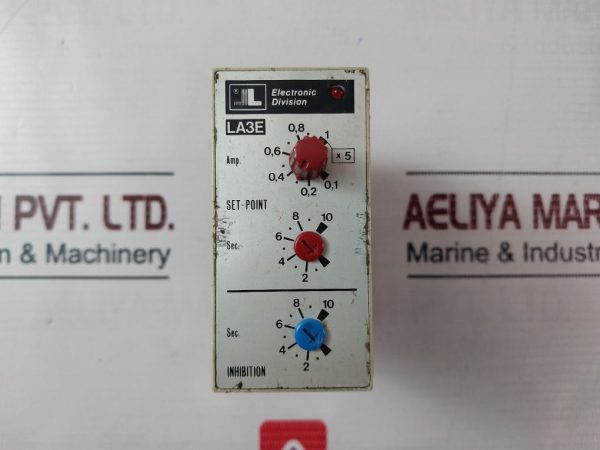 ® L Electronic
Division
LA3E
0,8 1
0,6
Amp. x 5
0,4 0,1
0,2
SET-POINT
8 10
6
Sec.
4
2
8 10
6
Sec.
4
2
INHIBITION
PVT. LTD.
n & Machinery
AELIYA MAR
Marine & Industr